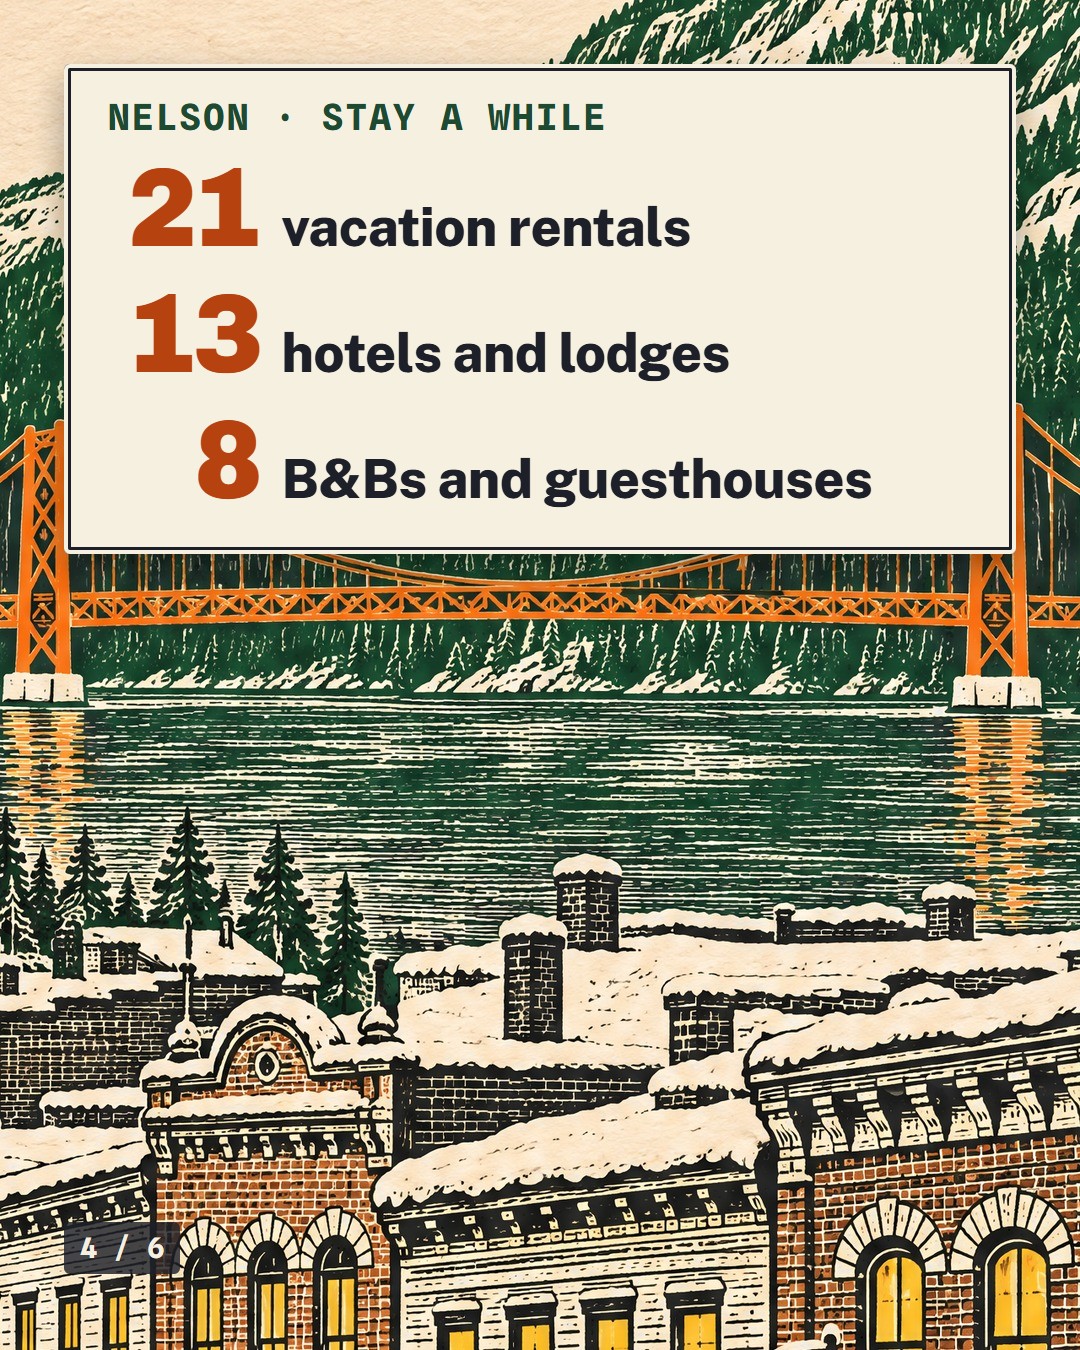 NELSON · STAY A WHILE
21 vacation rentals
13 hotels and lodges
8 B&Bs and guesthouses
4 / 6